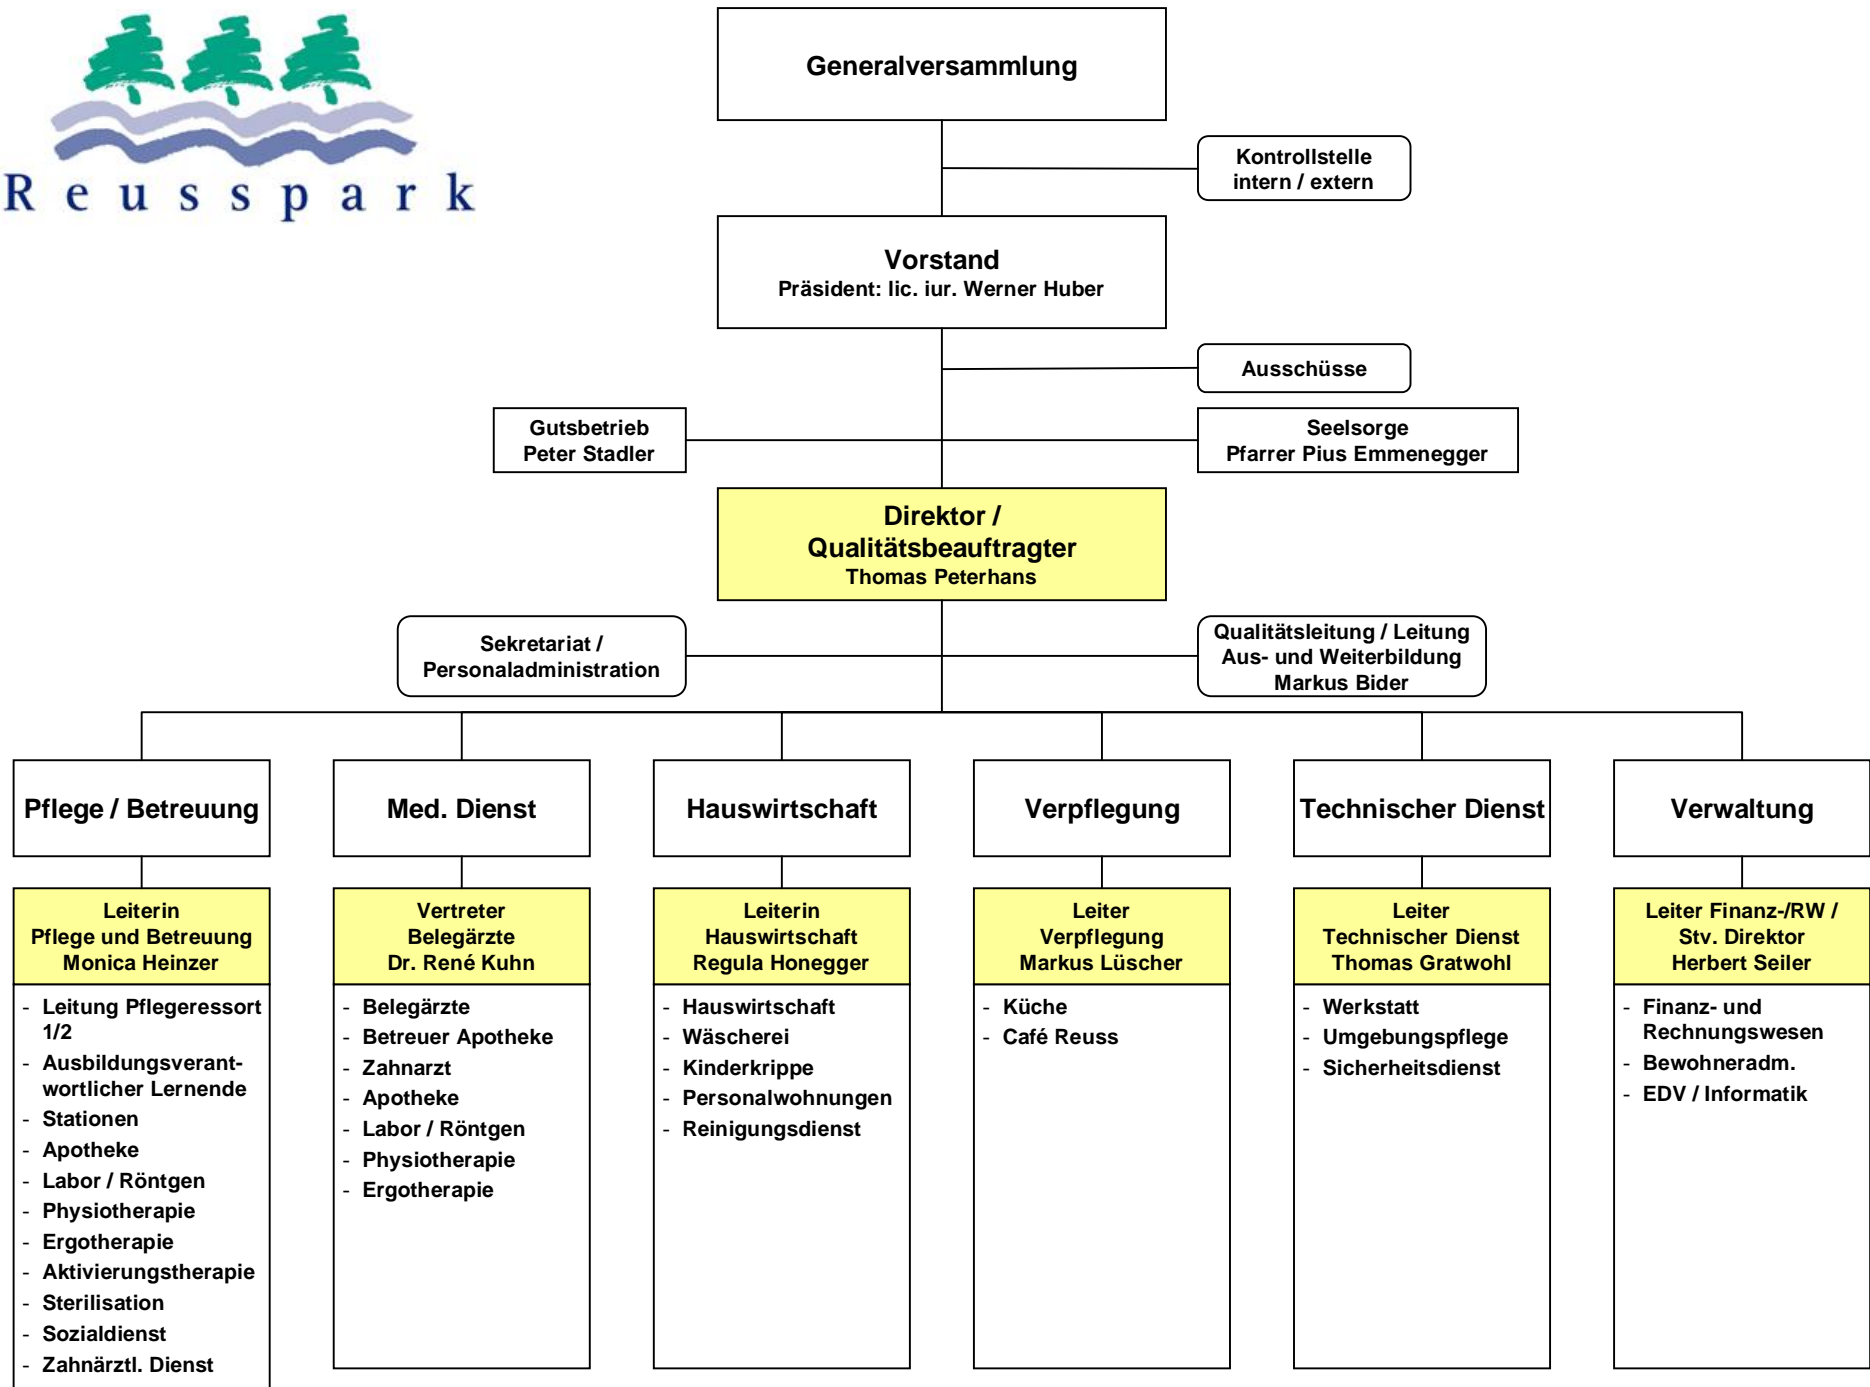 Reusspark
Generalversammlung
Kontrollstelle
intern / extern
Vorstand
Präsident: lic. iur. Werner Huber
Ausschüsse
Gutsbetrieb
Peter Stadler
Seelsorge
Pfarrer Pius Emmenegger
Direktor /
Qualitätsbeauftragter
Thomas Peterhans
Sekretariat /
Personaladministration
Qualitätsleitung / Leitung
Aus- und Weiterbildung
Markus Bider
Pflege / Betreuung
Leiterin
Pflege und Betreuung
Monica Heinzer
- Leitung Pflegeressort
1/2
- Ausbildungsverant-
wortlicher Lernende
- Stationen
- Apotheke
- Labor / Röntgen
- Physiotherapie
- Ergotherapie
- Aktivierungstherapie
- Sterilisation
- Sozialdienst
- Zahnärztl. Dienst
Med. Dienst
Vertreter
Belegärzte
Dr. René Kuhn
- Belegärzte
- Betreuer Apotheke
- Zahnarzt
- Apotheke
- Labor / Röntgen
- Physiotherapie
- Ergotherapie
Hauswirtschaft
Leiterin
Hauswirtschaft
Regula Honegger
- Hauswirtschaft
- Wäscherei
- Kinderkrippe
- Personalwohnungen
- Reinigungsdienst
Verpflegung
Leiter
Verpflegung
Markus Lüscher
- Küche
- Café Reuss
Technischer Dienst
Leiter
Technischer Dienst
Thomas Gratwohl
- Werkstatt
- Umgebungspflege
- Sicherheitsdienst
Verwaltung
Leiter Finanz-/RW /
Stv. Direktor
Herbert Seiler
- Finanz- und
Rechnungswesen
- Bewohneradm.
- EDV / Informatik